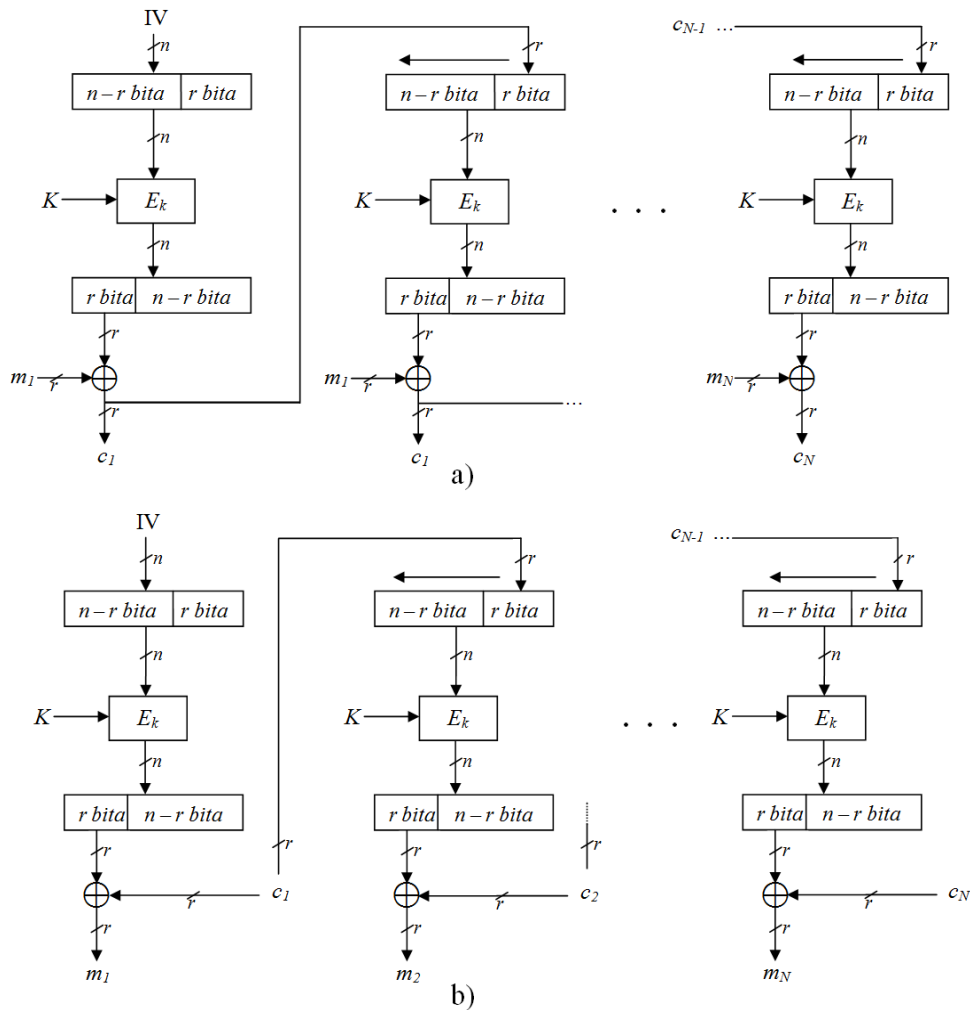 IV
n
n – r bita r bita
n
K
E_k
n
r bita n – r bita
r
m_1
r
r
c_1
r
n – r bita r bita
n
K
E_k
n
r bita n – r bita
r
m_1
r
r
...
c_1
. . .
c_N-1 ...
r
n – r bita r bita
n
K
E_k
n
r bita n – r bita
r
m_N
r
r
c_N
a)
IV
n
n – r bita r bita
n
K
E_k
n
r bita n – r bita
r
r
c_1
r
r
m_1
r
n – r bita r bita
n
K
E_k
n
r bita n – r bita
r
r
c_2
r
r
m_2
. . .
c_N-1 ...
r
n – r bita r bita
n
K
E_k
n
r bita n – r bita
r
c_N
r
r
m_N
b)